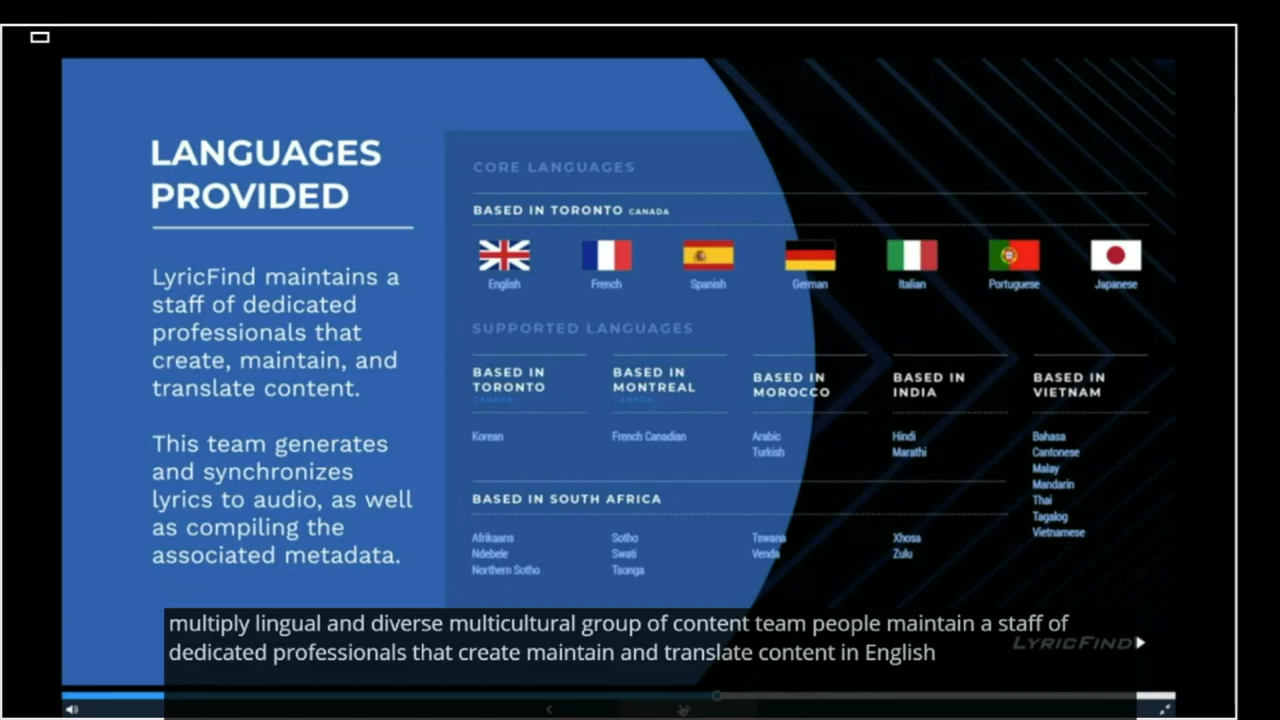 LANGUAGES
PROVIDED
LyricFind maintains a
staff of dedicated
professionals that
create, maintain, and
translate content.
This team generates
and synchronizes
lyrics to audio, as well
as compiling the
associated metadata.
CORE LANGUAGES
BASED IN TORONTO CANADA
English French Spanish German Italian Portuguese Japanese
SUPPORTED LANGUAGES
BASED IN
TORONTO
CANADA
Korean
BASED IN
MONTREAL
CANADA
French Canadian
BASED IN
MOROCCO
Arabic
Turkish
BASED IN
INDIA
Hindi
Marathi
BASED IN
VIETNAM
Bahasa
Cantonese
Malay
Mandarin
Thai
Tagalog
Vietnamese
BASED IN SOUTH AFRICA
Afrikaans
Ndebele
Northern Sotho
Sotho
Swati
Tsonga
Tswana
Venda
Xhosa
Zulu
multiply lingual and diverse multicultural group of content team people maintain a staff of
dedicated professionals that create maintain and translate content in English
LYRICFIND